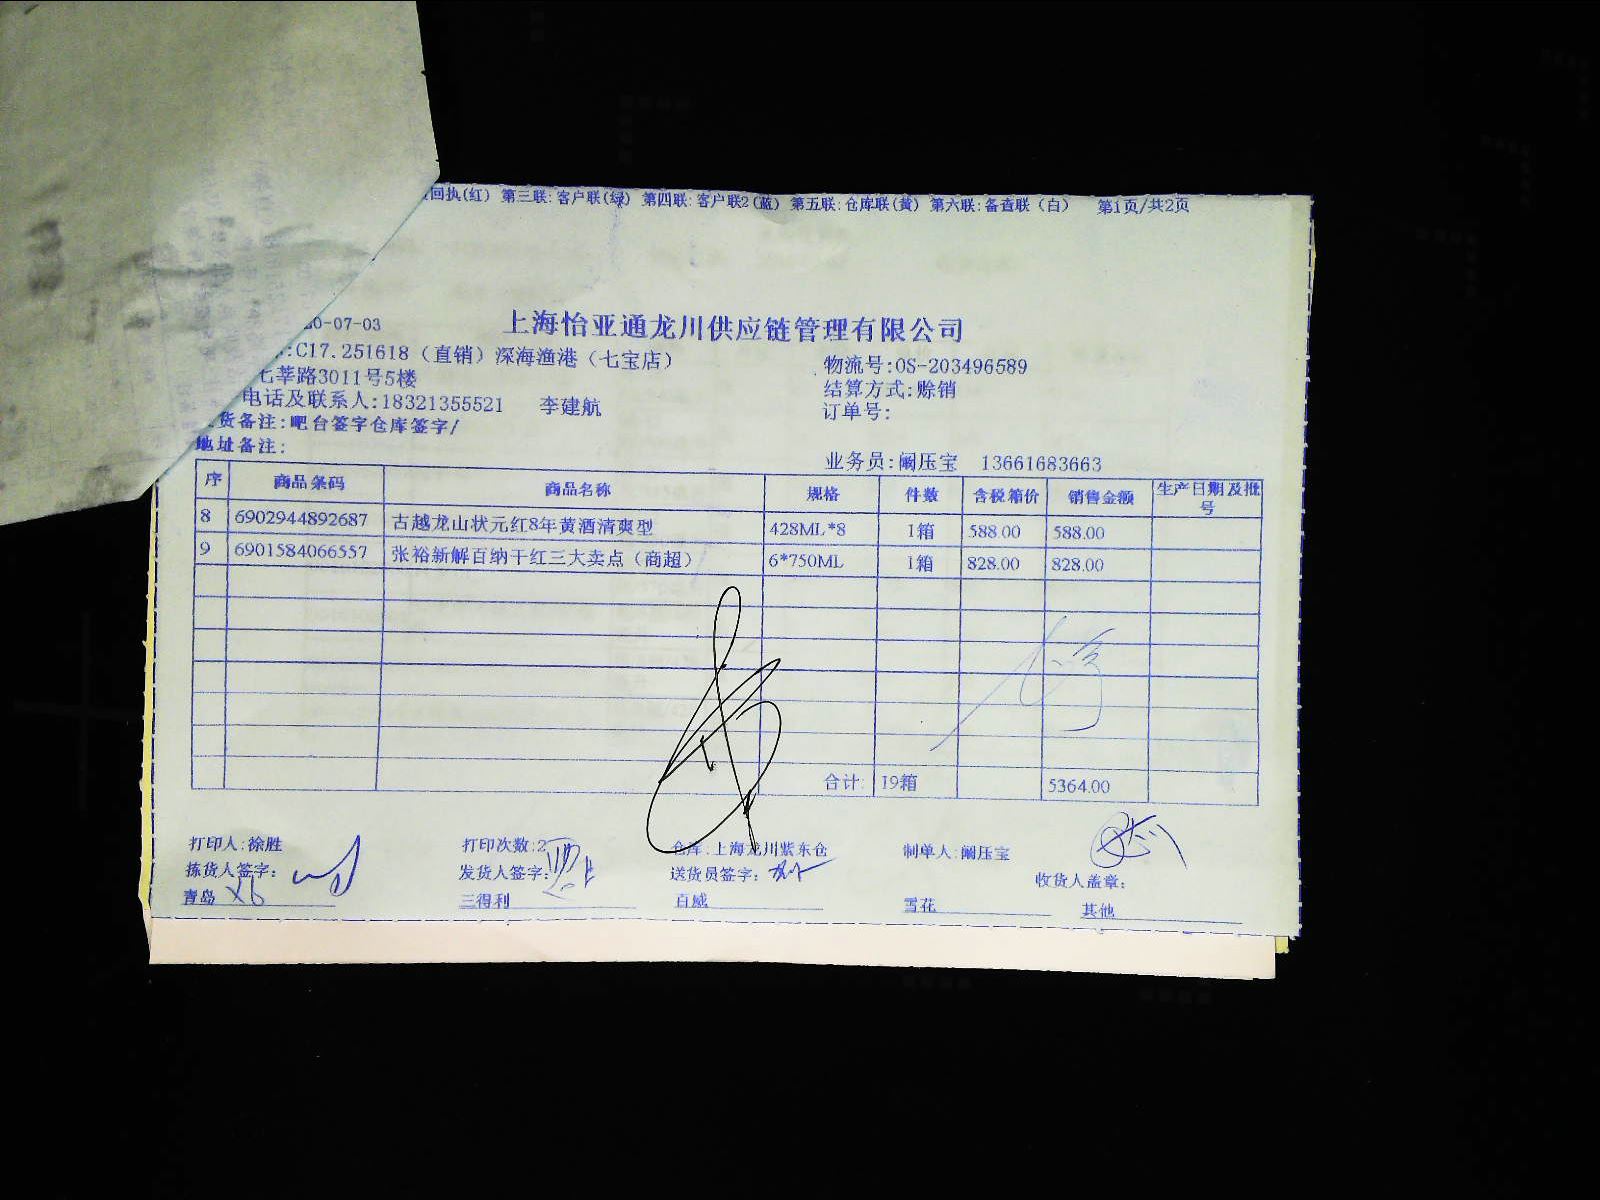 回执(红) 第三联:客户联(绿) 第四联:客户联2(蓝) 第五联:仓库联(黄) 第六联:备查联（白） 第1页/共2页
上海怡亚通龙川供应链管理有限公司
0-07-03
:C17.251618（直销）深海渔港（七宝店） 物流号:OS-203496589
七莘路3011号5楼 结算方式:赊销
电话及联系人:18321355521 李建航 订单号:
货备注:吧台签字仓库签字/
地址备注: 业务员:阚压宝 13661683663
序 商品条码 商品名称 规格 件数 含税箱价 销售金额 生产日期及批号
8 6902944892687 古越龙山状元红8年黄酒清爽型 428ML*8 1箱 588.00 588.00
9 6901584066557 张裕新解百纳干红三大卖点（商超） 6*750ML 1箱 828.00 828.00
合计: 19箱 5364.00
打印人:徐胜 打印次数:2 仓库:上海龙川紫东仓 制单人:阚压宝
拣货人签字: 发货人签字: 送货员签字: 收货人盖章:
青岛 三得利 百威 雪花 其他